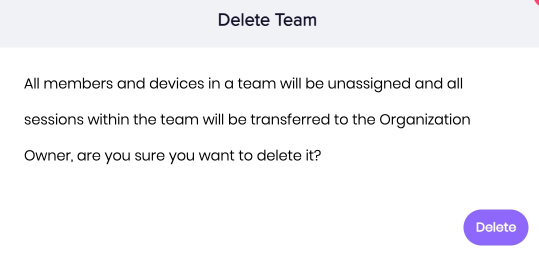 Delete Team
All members and devices in a team will be unassigned and all
sessions within the team will be transferred to the Organization
Owner, are you sure you want to delete it?
Delete